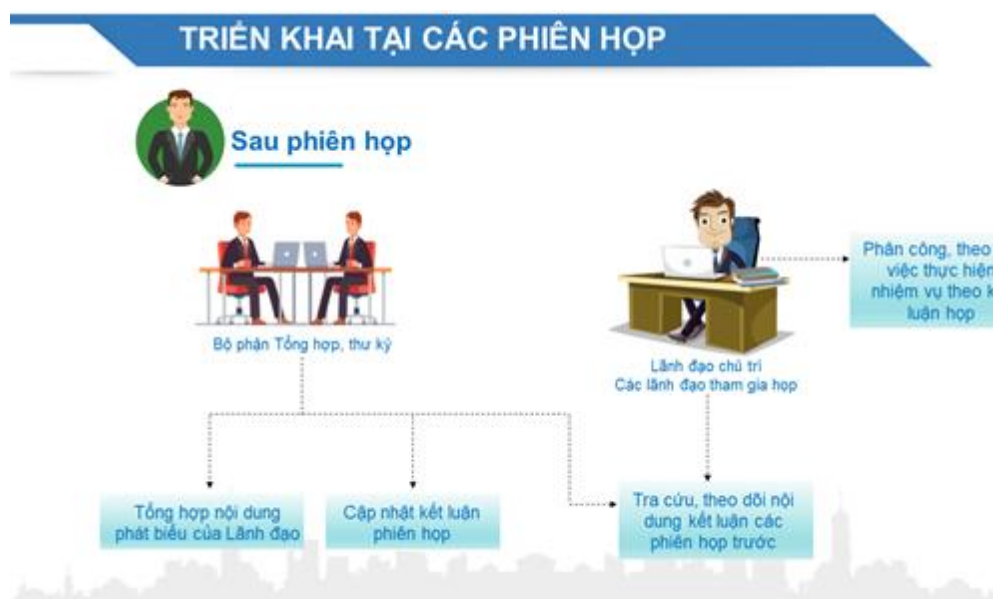 TRIỂN KHAI TẠI CÁC PHIÊN HỌP
Sau phiên họp
Phân công, theo
việc thực hiện
nhiệm vụ theo k
luận họp
Bộ phận Tổng hợp, thư ký
Lãnh đạo chủ trì
Các lãnh đạo tham gia họp
Tổng hợp nội dung
phát biểu của Lãnh đạo
Cập nhật kết luận
phiên họp
Tra cứu, theo dõi nội
dung kết luận các
phiên họp trước